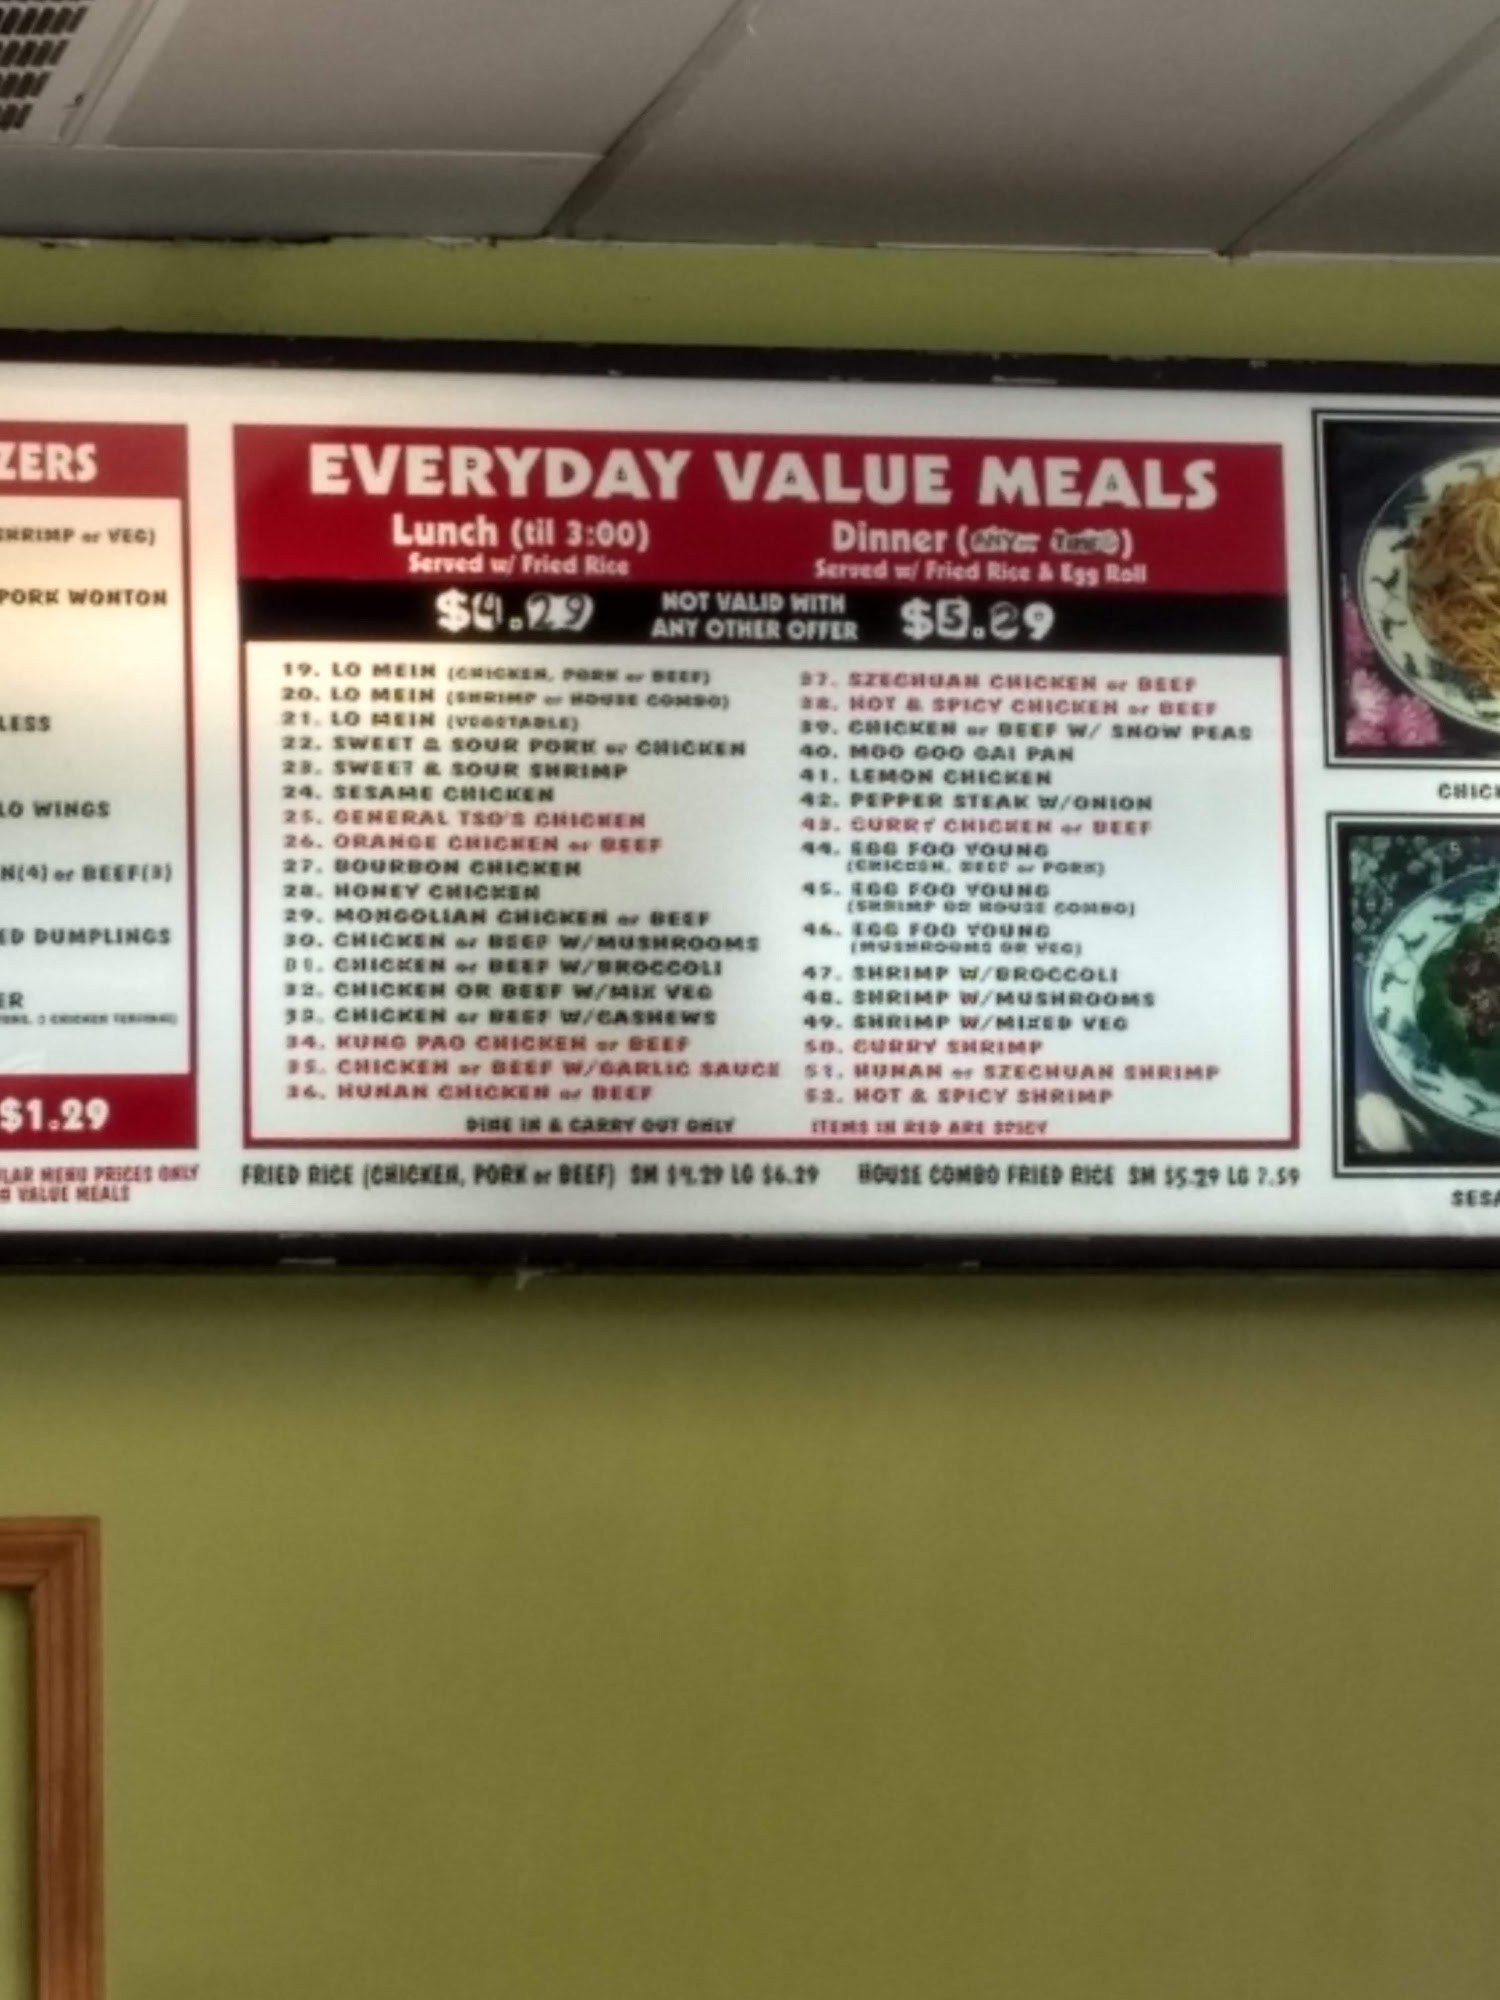 ZERS
SHRIMP or VEG)
PORK WONTON
LESS
LO WINGS
N(4) or BEEF(3)
ED DUMPLINGS
ER
$1.29
LAR MENU PRICES ONLY
VALUE MEALS
EVERYDAY VALUE MEALS
Lunch (til 3:00)
Served w/ Fried Rice
$4.29
NOT VALID WITH
ANY OTHER OFFER
Dinner (ANY TIME)
Served w/ Fried Rice & Egg Roll
$5.29
19. LO MEIN (CHICKEN, PORK or BEEF)
20. LO MEIN (SHRIMP or HOUSE COMBO)
21. LO MEIN (VEGETABLE)
22. SWEET & SOUR PORK or CHICKEN
23. SWEET & SOUR SHRIMP
24. SESAME CHICKEN
25. GENERAL TSO'S CHICKEN
26. ORANGE CHICKEN or BEEF
27. BOURBON CHICKEN
28. HONEY CHICKEN
29. MONGOLIAN CHICKEN or BEEF
30. CHICKEN or BEEF W/MUSHROOMS
31. CHICKEN or BEEF W/BROCCOLI
32. CHICKEN OR BEEF W/MIX VEG
33. CHICKEN or BEEF W/CASHEWS
34. KUNG PAO CHICKEN or BEEF
35. CHICKEN or BEEF W/GARLIC SAUCE
36. HUNAN CHICKEN or BEEF
DINE IN & CARRY OUT ONLY
37. SZECHUAN CHICKEN or BEEF
38. HOT & SPICY CHICKEN or BEEF
39. CHICKEN or BEEF W/ SNOW PEAS
40. MOO GOO GAI PAN
41. LEMON CHICKEN
42. PEPPER STEAK W/ONION
43. CURRY CHICKEN or BEEF
44. EGG FOO YOUNG
(CHICKEN, BEEF or PORK)
45. EGG FOO YOUNG
(SHRIMP OR HOUSE COMBO)
46. EGG FOO YOUNG
(MUSHROOMS OR VEG)
47. SHRIMP W/BROCCOLI
48. SHRIMP W/MUSHROOMS
49. SHRIMP W/MIXED VEG
50. CURRY SHRIMP
51. HUNAN or SZECHUAN SHRIMP
52. HOT & SPICY SHRIMP
ITEMS IN RED ARE SPICY
FRIED RICE (CHICKEN, PORK or BEEF) SM $4.29 LG $6.29 HOUSE COMBO FRIED RICE SM $5.29 LG 7.59
CHICK
SESA